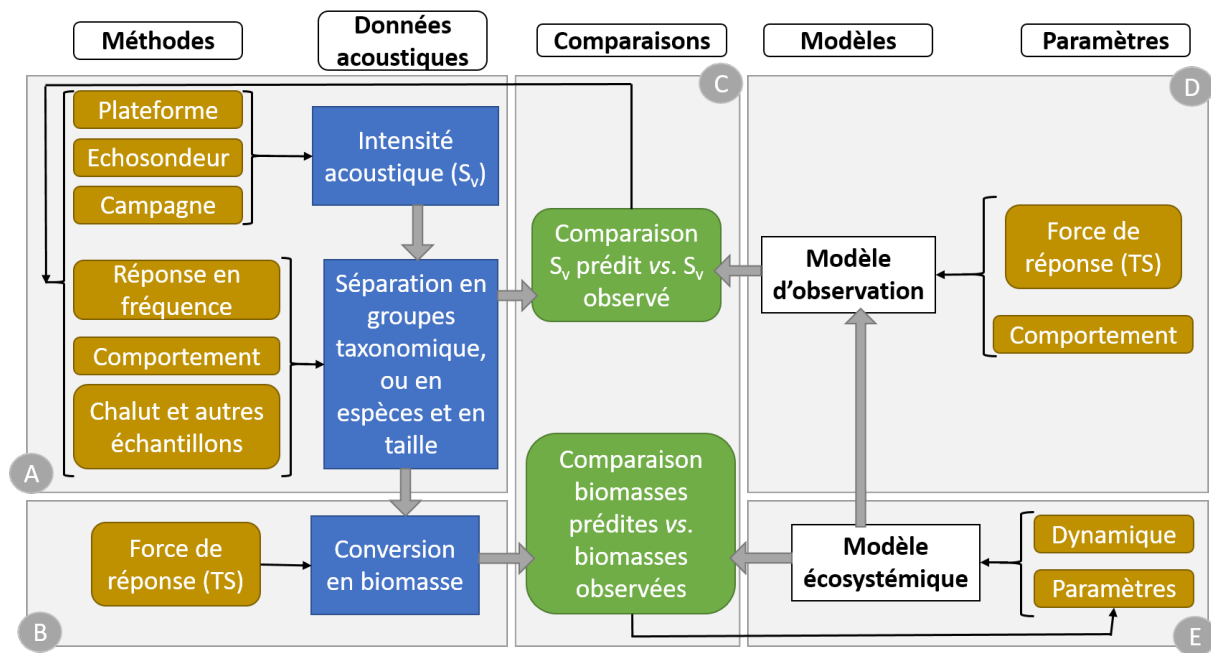 Méthodes
Données
acoustiques
Comparaisons
Modèles
Paramètres
A
Plateforme
Echosondeur
Campagne
Réponse en
fréquence
Comportement
Chalut et autres
échantillons
Intensité
acoustique (Sv)
Séparation en
groupes
taxonomique,
ou en
espèces et en
taille
B
Force de
réponse (TS)
Conversion
en biomasse
C
Comparaison
Sv prédit vs. Sv
observé
Comparaison
biomasses
prédites vs.
biomasses
observées
D
Modèle
d'observation
Force de
réponse (TS)
Comportement
E
Modèle
écosystémique
Dynamique
Paramètres